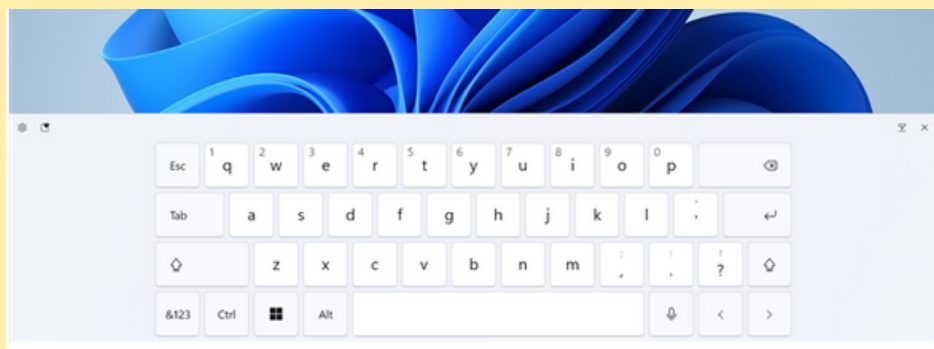 Esc 1 q 2 w 3 e 4 r 5 t 6 y 7 u 8 i 9 o 0 p
Tab a s d f g h j k l " '
z x c v b n m ; , : . ! ?
&123 Ctrl Alt < >